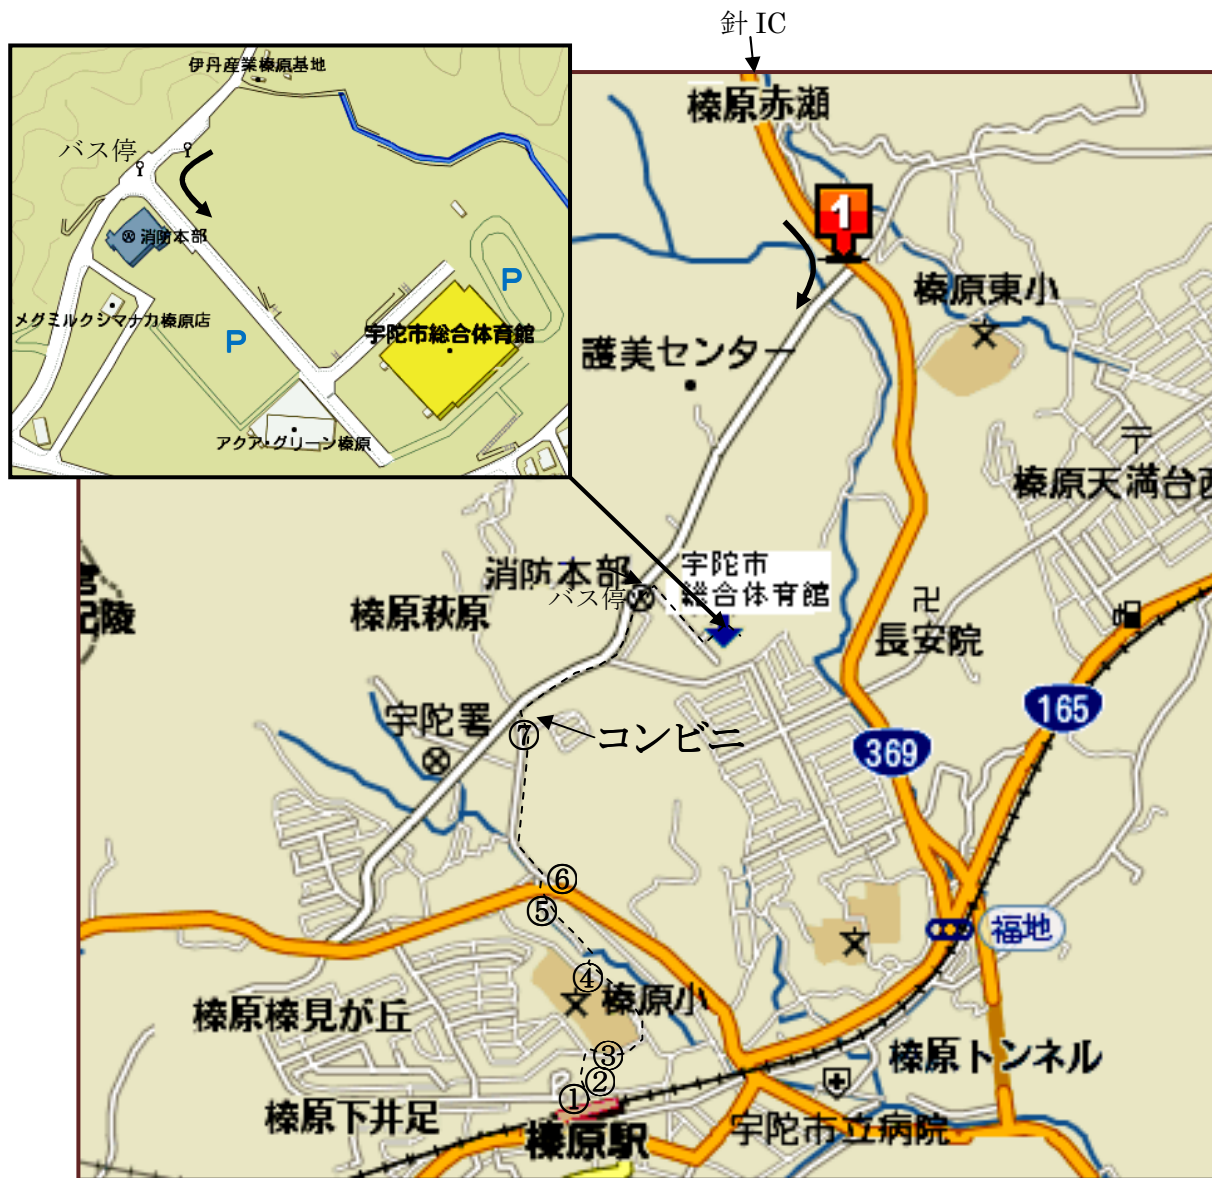 針 IC
伊丹産業榛原基地
バス停
消防本部
メグミルクシマナカ榛原店
P
P
宇陀市総合体育館
アクア・グリーン榛原
榛原赤瀬
1
榛原東小
護美センター
榛原天満台西
消防本部
バス停
宇陀市
総合体育館
陵
榛原萩原
長安院
165
宇陀署
⑦
コンビニ
369
⑥
⑤
福地
④
榛原小
榛原榛見が丘
③
榛原トンネル
②
①
榛原下井足
宇陀市立病院
榛原駅